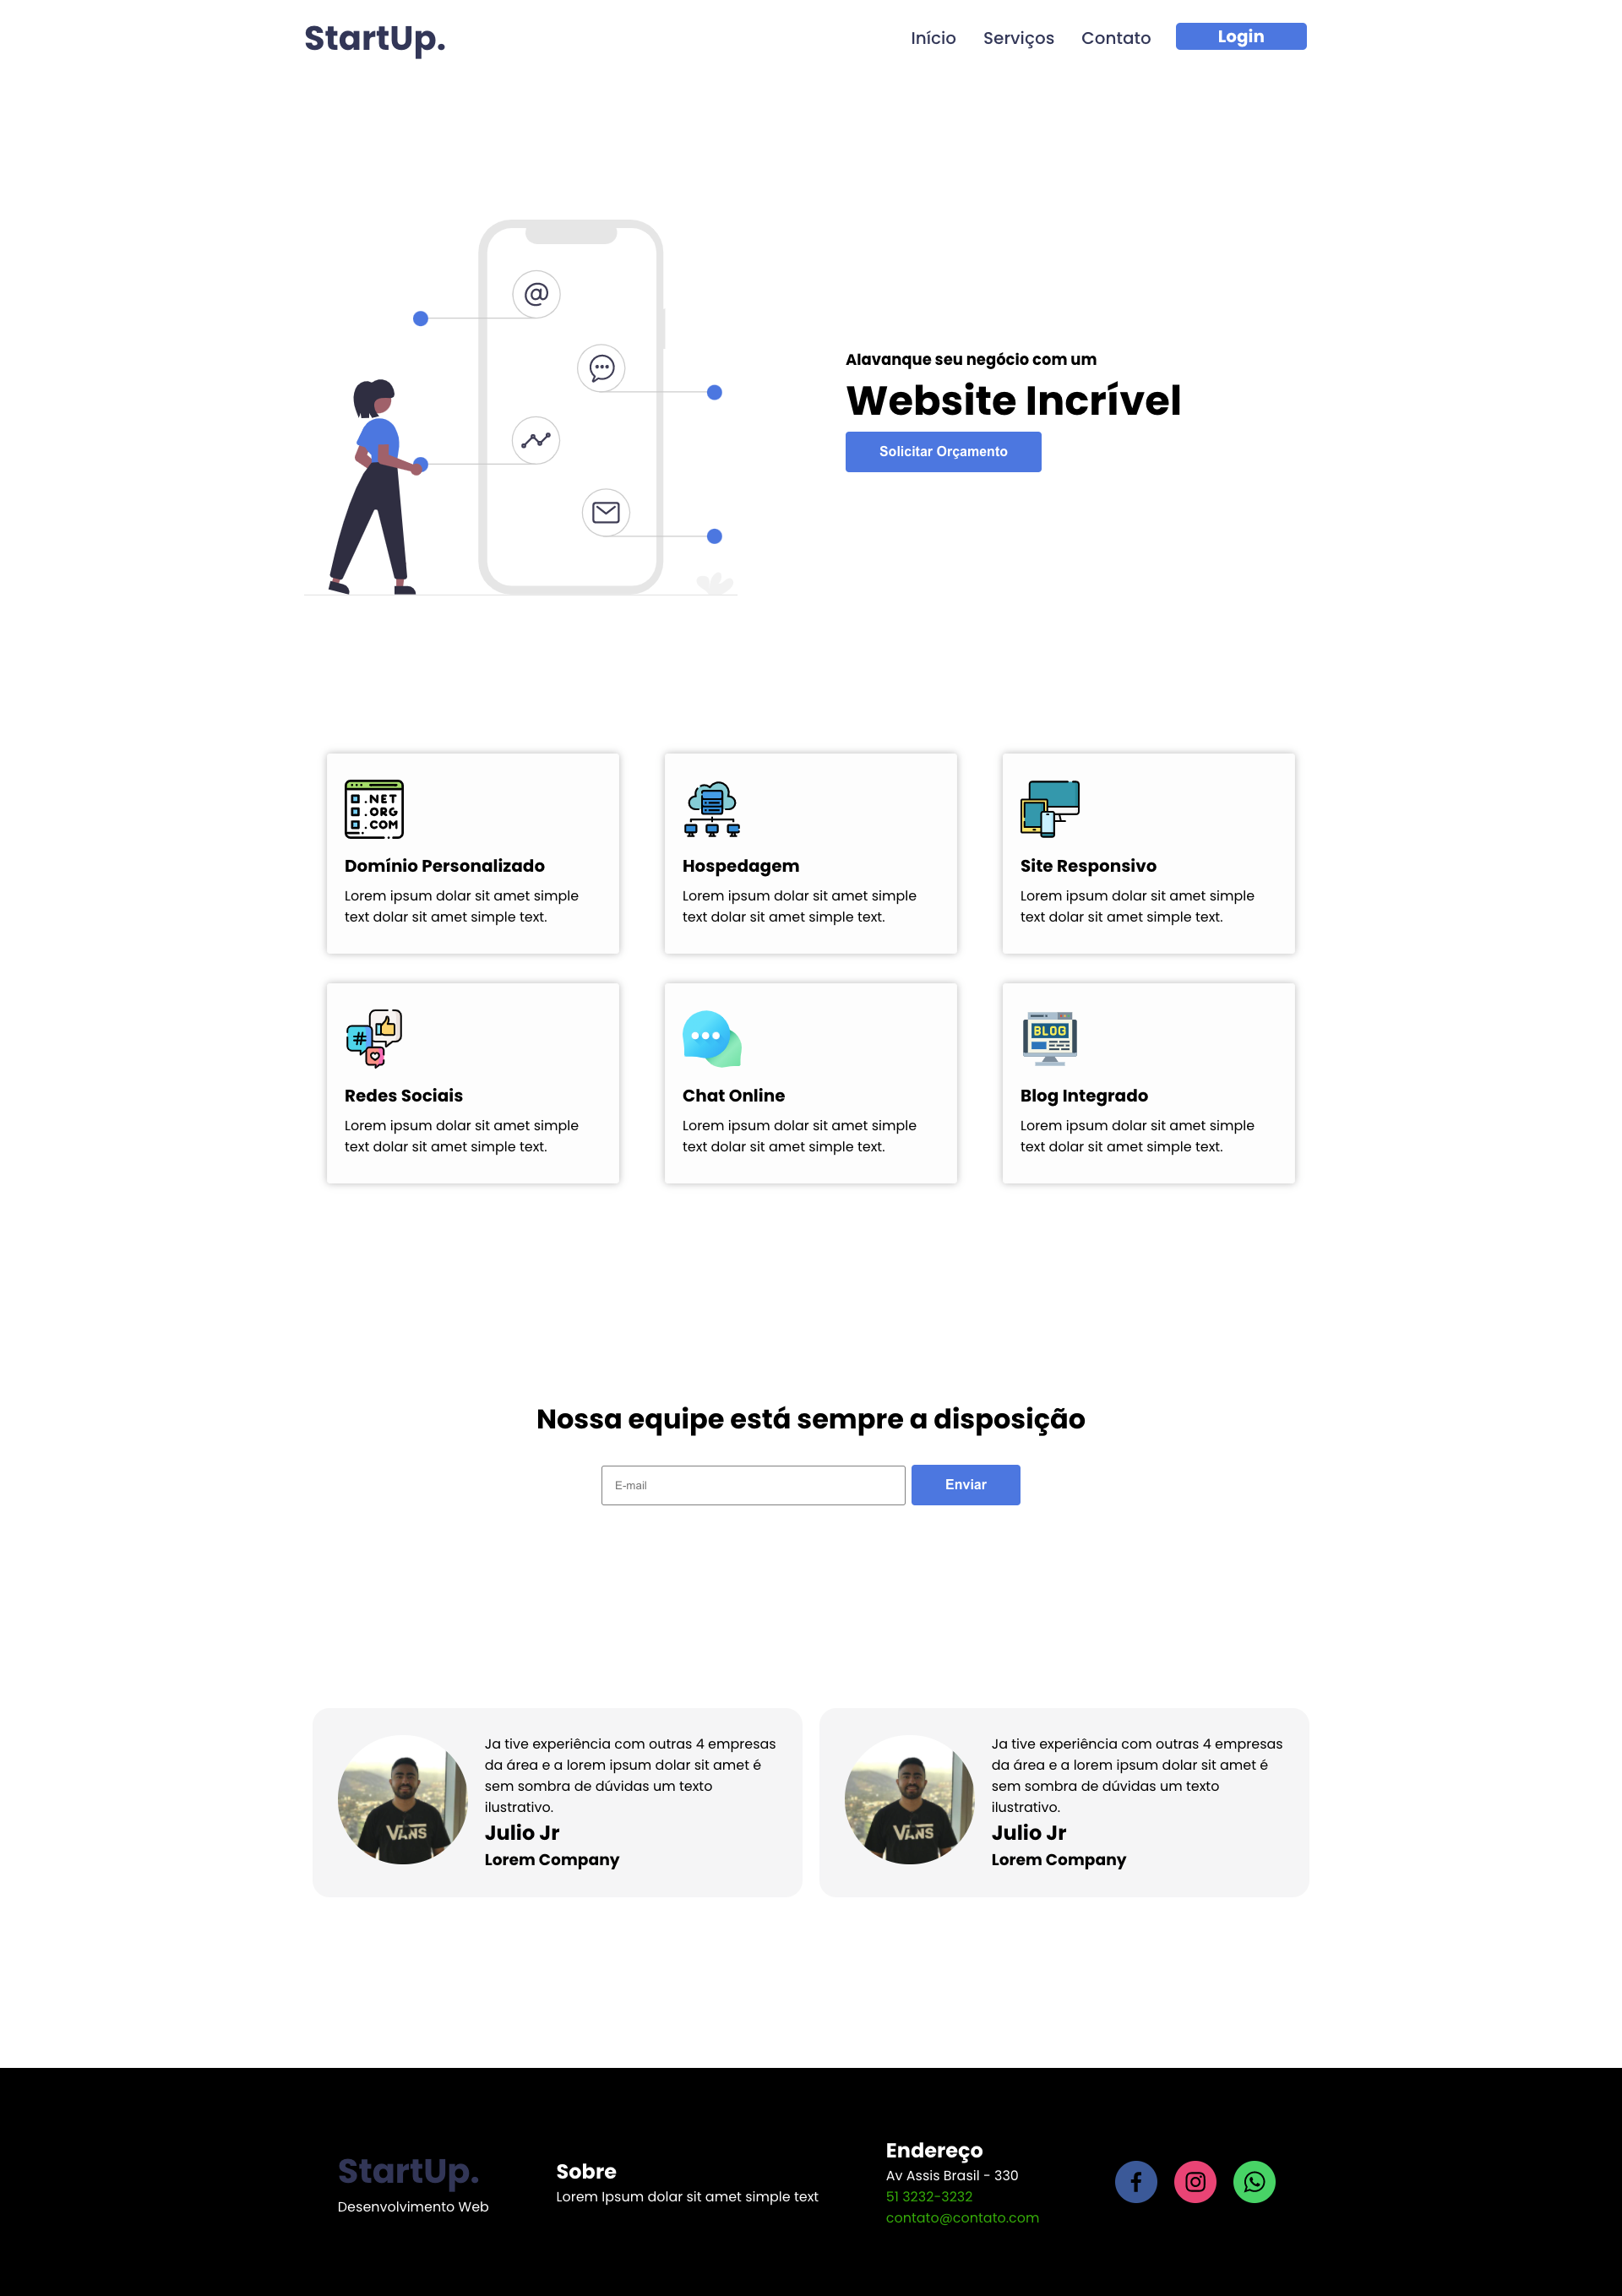 StartUp.
Início Serviços Contato Login
@
Alavanque seu negócio com um
Website Incrível
Solicitar Orçamento
.NET
.ORG
.COM
Domínio Personalizado
Lorem ipsum dolar sit amet simple
text dolar sit amet simple text.
Hospedagem
Lorem ipsum dolar sit amet simple
text dolar sit amet simple text.
Site Responsivo
Lorem ipsum dolar sit amet simple
text dolar sit amet simple text.
#
Redes Sociais
Lorem ipsum dolar sit amet simple
text dolar sit amet simple text.
Chat Online
Lorem ipsum dolar sit amet simple
text dolar sit amet simple text.
BLOG
Blog Integrado
Lorem ipsum dolar sit amet simple
text dolar sit amet simple text.
Nossa equipe está sempre a disposição
E-mail
Enviar
VANS
Ja tive experiência com outras 4 empresas
da área e a lorem ipsum dolar sit amet é
sem sombra de dúvidas um texto
ilustrativo.
Julio Jr
Lorem Company
VANS
Ja tive experiência com outras 4 empresas
da área e a lorem ipsum dolar sit amet é
sem sombra de dúvidas um texto
ilustrativo.
Julio Jr
Lorem Company
StartUp.
Desenvolvimento Web
Sobre
Lorem Ipsum dolar sit amet simple text
Endereço
Av Assis Brasil - 330
51 3232-3232
contato@contato.com